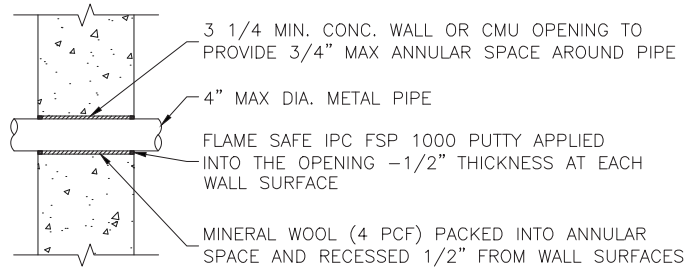 3 1/4 MIN. CONC. WALL OR CMU OPENING TO
PROVIDE 3/4" MAX ANNULAR SPACE AROUND PIPE
4" MAX DIA. METAL PIPE
FLAME SAFE IPC FSP 1000 PUTTY APPLIED
INTO THE OPENING -1/2" THICKNESS AT EACH
WALL SURFACE
MINERAL WOOL (4 PCF) PACKED INTO ANNULAR
SPACE AND RECESSED 1/2" FROM WALL SURFACES